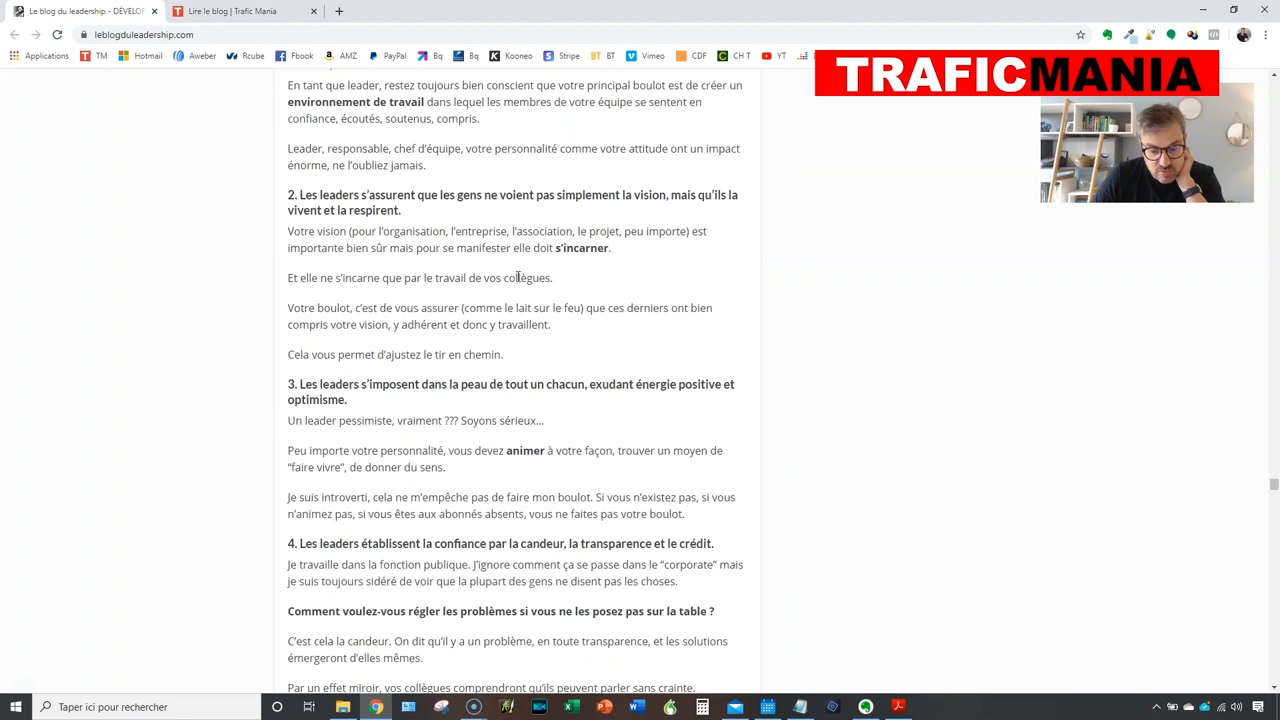 Le blog du leadership - DÉVELOP
Lire le blog | Trafic Mania
leblogduleadership.com
Applications
TM
Hotmail
Aweber
Rcube
Fbook
AMZ
PayPal
Bq
Bq
Kooneo
Stripe
BT
Vimeo
CDF
CH T
YT
TRAFICMANIA
En tant que leader, restez toujours bien conscient que votre principal boulot est de créer un
environnement de travail dans lequel les membres de votre équipe se sentent en
confiance, écoutés, soutenus, compris.
Leader, responsable, chef d’équipe, votre personnalité comme votre attitude ont un impact
énorme, ne l’oubliez jamais.
2. Les leaders s’assurent que les gens ne voient pas simplement la vision, mais qu’ils la
vivent et la respirent.
Votre vision (pour l’organisation, l’entreprise, l’association, le projet, peu importe) est
importante bien sûr mais pour se manifester elle doit s’incarner.
Et elle ne s’incarne que par le travail de vos collègues.
Votre boulot, c’est de vous assurer (comme le lait sur le feu) que ces derniers ont bien
compris votre vision, y adhérent et donc y travaillent.
Cela vous permet d’ajustez le tir en chemin.
3. Les leaders s’imposent dans la peau de tout un chacun, exudant énergie positive et
optimisme.
Un leader pessimiste, vraiment ??? Soyons sérieux…
Peu importe votre personnalité, vous devez animer à votre façon, trouver un moyen de
“faire vivre”, de donner du sens.
Je suis introverti, cela ne m’empêche pas de faire mon boulot. Si vous n’existez pas, si vous
n’animez pas, si vous êtes aux abonnés absents, vous ne faites pas votre boulot.
4. Les leaders établissent la confiance par la candeur, la transparence et le crédit.
Je travaille dans la fonction publique. J’ignore comment ça se passe dans le “corporate” mais
je suis toujours sidéré de voir que la plupart des gens ne disent pas les choses.
Comment voulez-vous régler les problèmes si vous ne les posez pas sur la table ?
C’est cela la candeur. On dit qu’il y a un problème, en toute transparence, et les solutions
émergeront d’elles mêmes.
Par un effet miroir, vos collègues comprendront qu’ils peuvent parler sans crainte.
Taper ici pour rechercher